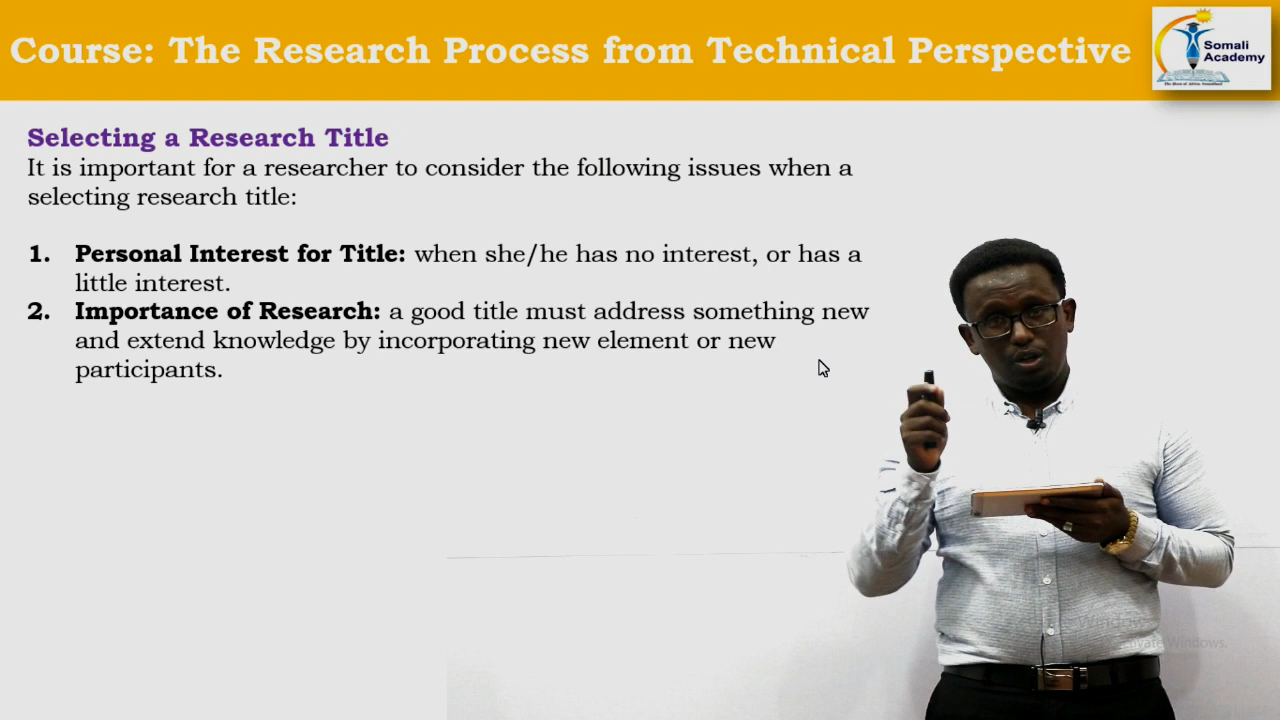 Course: The Research Process from Technical Perspective
Somali
Academy
Selecting a Research Title
It is important for a researcher to consider the following issues when a
selecting research title:
1. Personal Interest for Title: when she/he has no interest, or has a
little interest.
2. Importance of Research: a good title must address something new
and extend knowledge by incorporating new element or new
participants.
Windows.